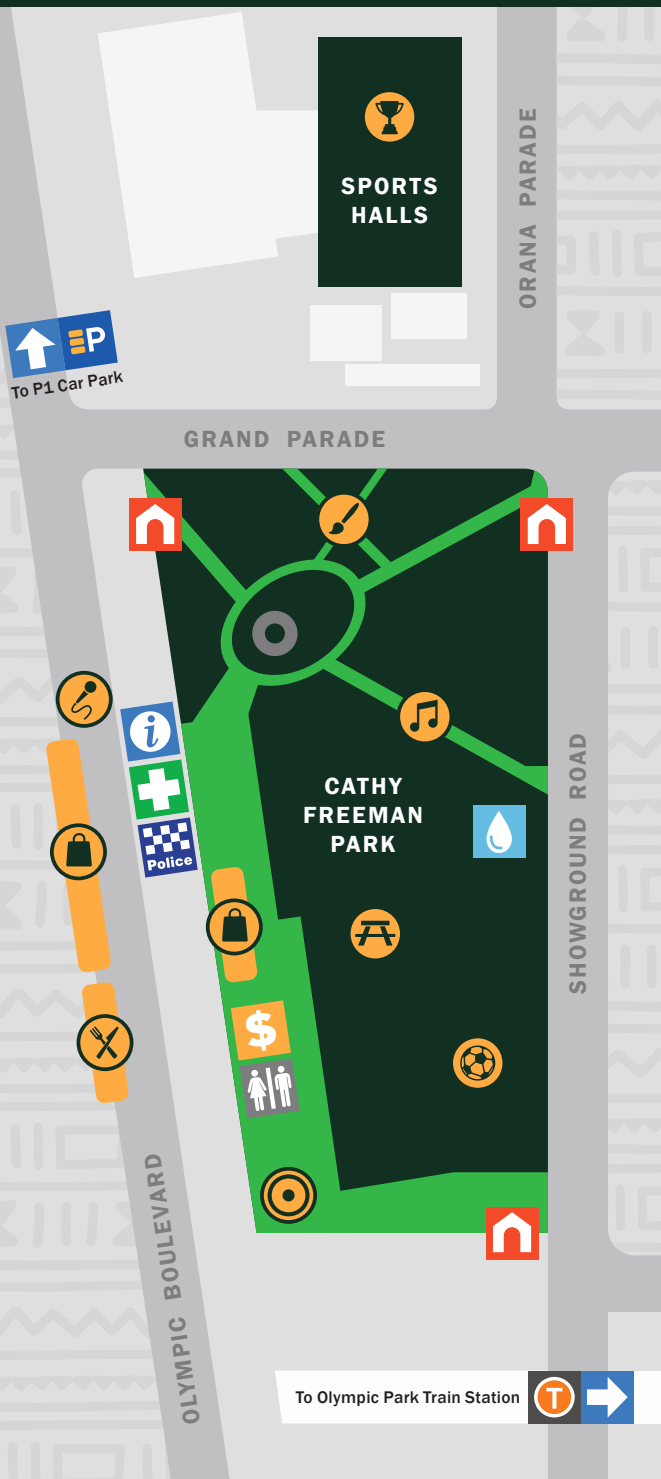 SPORTS
HALLS
ORANA PARADE
P
To P1 Car Park
GRAND PARADE
i
Police
CATHY
FREEMAN
PARK
SHOWGROUND ROAD
$
OLYMPIC BOULEVARD
To Olympic Park Train Station
T